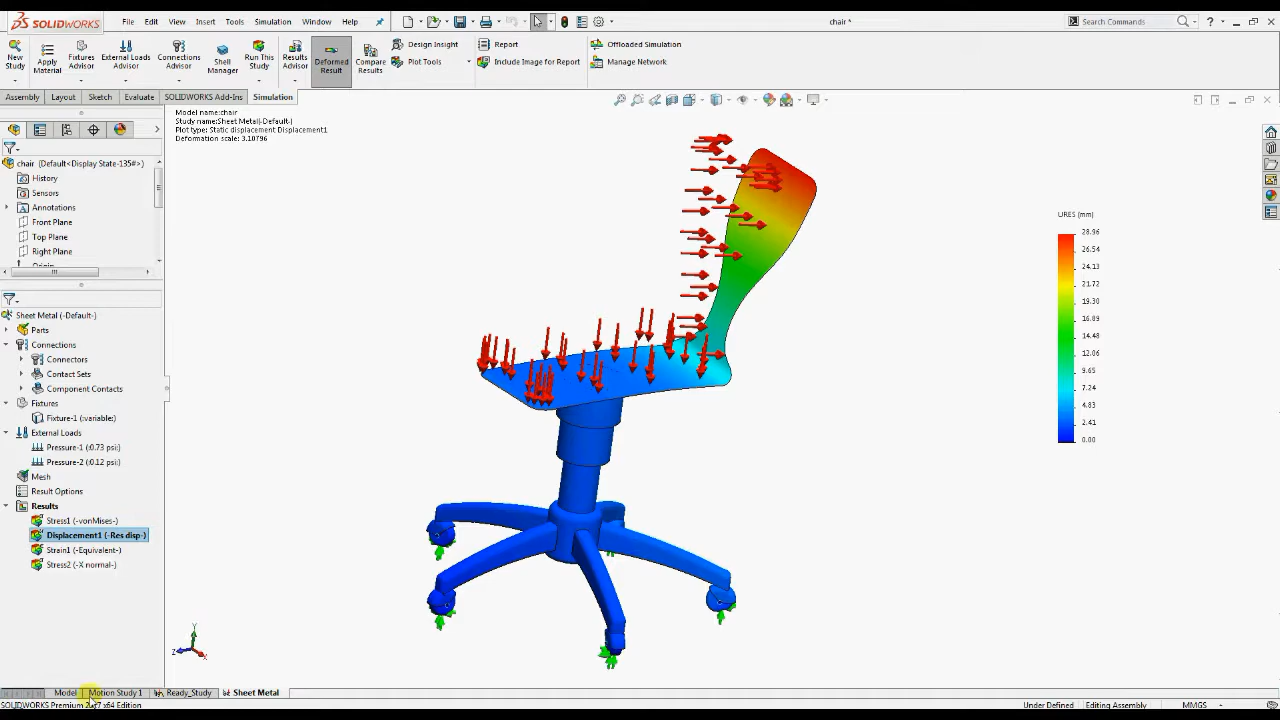 SOLIDWORKS
File Edit View Insert Tools Simulation Window Help
chair *
Search Commands
New Study
Apply Material
Fixtures Advisor
External Loads Advisor
Connections Advisor
Shell Manager
Run This Study
Results Advisor
Deformed Result
Compare Results
Design Insight
Plot Tools
Report
Include Image for Report
Offloaded Simulation
Manage Network
Assembly Layout Sketch Evaluate SOLIDWORKS Add-Ins Simulation
Model name:chair
Study name:Sheet Metal(-Default-)
Plot type: Static displacement Displacement1
Deformation scale: 3.10796
chair (Default<Display State-135#>)
History
Sensors
Annotations
Front Plane
Top Plane
Right Plane
Sheet Metal (-Default-)
Parts
Connections
Connectors
Contact Sets
Component Contacts
Fixtures
Fixture-1 (:variable:)
External Loads
Pressure-1 (:0.73 psi:)
Pressure-2 (:0.12 psi:)
Mesh
Result Options
Results
Stress1 (-vonMises-)
Displacement1 (-Res disp-)
Strain1 (-Equivalent-)
Stress2 (-X normal-)
URES (mm)
28.96
26.54
24.13
21.72
19.30
16.89
14.48
12.06
9.65
7.24
4.83
2.41
0.00
Y
Z
X
Model Motion Study 1 Ready_Study Sheet Metal
SOLIDWORKS Premium x64 Edition
Under Defined Editing Assembly MMGS